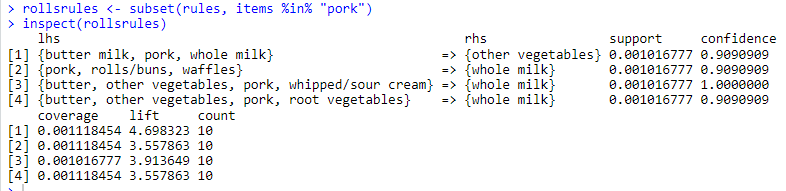 > rollsrules <- subset(rules, items %in% "pork")
> inspect(rollsrules)
    lhs                                                   rhs                support     confidence
[1] {butter milk, pork, whole milk}                    => {other vegetables} 0.001016777 0.9090909
[2] {pork, rolls/buns, waffles}                        => {whole milk}       0.001016777 0.9090909
[3] {butter, other vegetables, pork, whipped/sour cream} => {whole milk}       0.001016777 1.0000000
[4] {butter, other vegetables, pork, root vegetables}  => {whole milk}       0.001016777 0.9090909
    coverage    lift     count
[1] 0.001118454 4.698323 10
[2] 0.001118454 3.557863 10
[3] 0.001016777 3.913649 10
[4] 0.001118454 3.557863 10
>